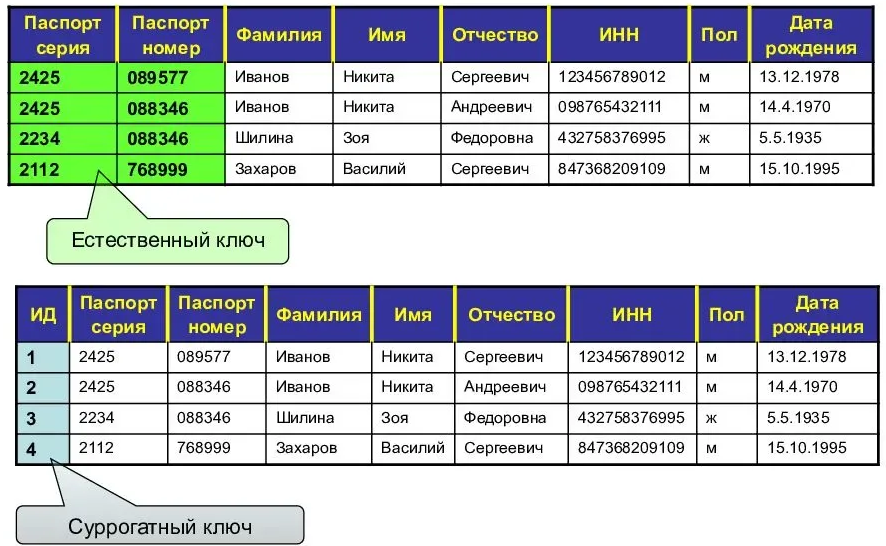 Паспорт серия Паспорт номер Фамилия Имя Отчество ИНН Пол Дата рождения
2425 089577 Иванов Никита Сергеевич 123456789012 м 13.12.1978
2425 088346 Иванов Никита Андреевич 098765432111 м 14.4.1970
2234 088346 Шилина Зоя Федоровна 432758376995 ж 5.5.1935
2112 768999 Захаров Василий Сергеевич 847368209109 м 15.10.1995
Естественный ключ
ИД Паспорт серия Паспорт номер Фамилия Имя Отчество ИНН Пол Дата рождения
1 2425 089577 Иванов Никита Сергеевич 123456789012 м 13.12.1978
2 2425 088346 Иванов Никита Андреевич 098765432111 м 14.4.1970
3 2234 088346 Шилина Зоя Федоровна 432758376995 ж 5.5.1935
4 2112 768999 Захаров Василий Сергеевич 847368209109 м 15.10.1995
Суррогатный ключ